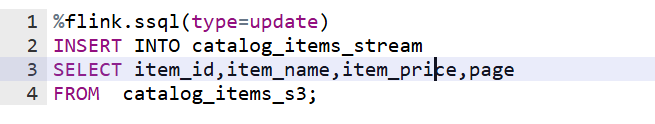 1 %flink.ssql(type=update)
2 INSERT INTO catalog_items_stream
3 SELECT item_id,item_name,item_price,page
4 FROM  catalog_items_s3;